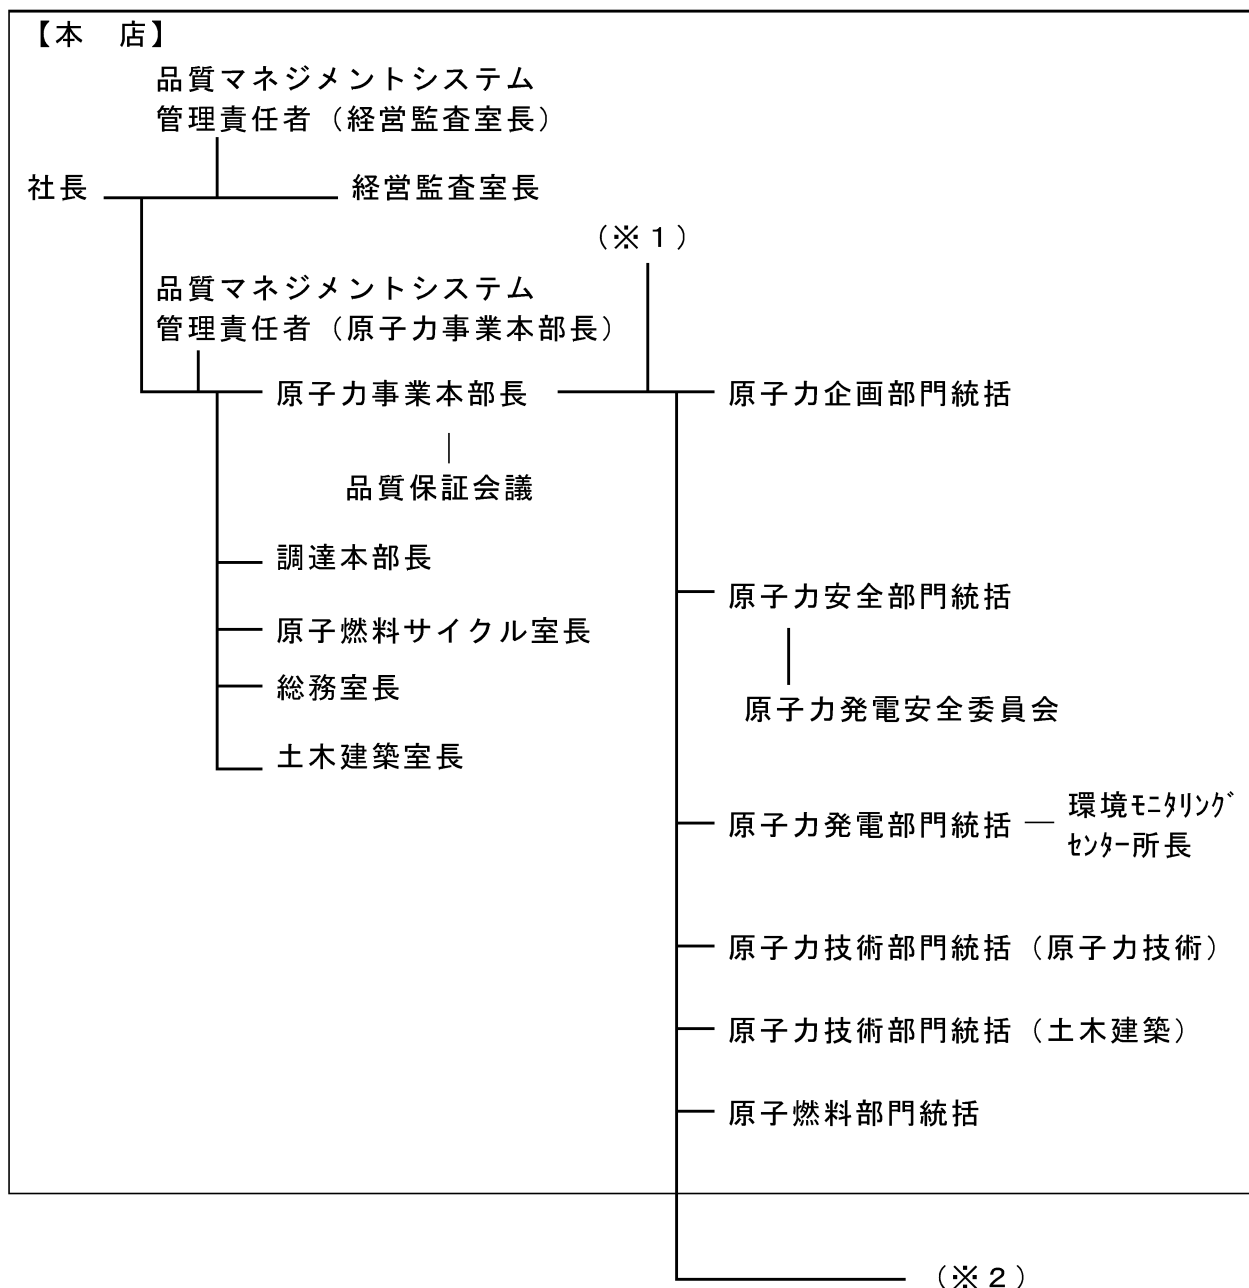 【本　店】
品質マネジメントシステム
管理責任者（経営監査室長）
社長
経営監査室長
（※１）
品質マネジメントシステム
管理責任者（原子力事業本部長）
原子力事業本部長
原子力企画部門統括
品質保証会議
調達本部長
原子力安全部門統括
原子燃料サイクル室長
総務室長
原子力発電安全委員会
土木建築室長
原子力発電部門統括
環境ﾓﾆﾀﾘﾝｸﾞ
ｾﾝﾀｰ所長
原子力技術部門統括（原子力技術）
原子力技術部門統括（土木建築）
原子燃料部門統括
（※２）